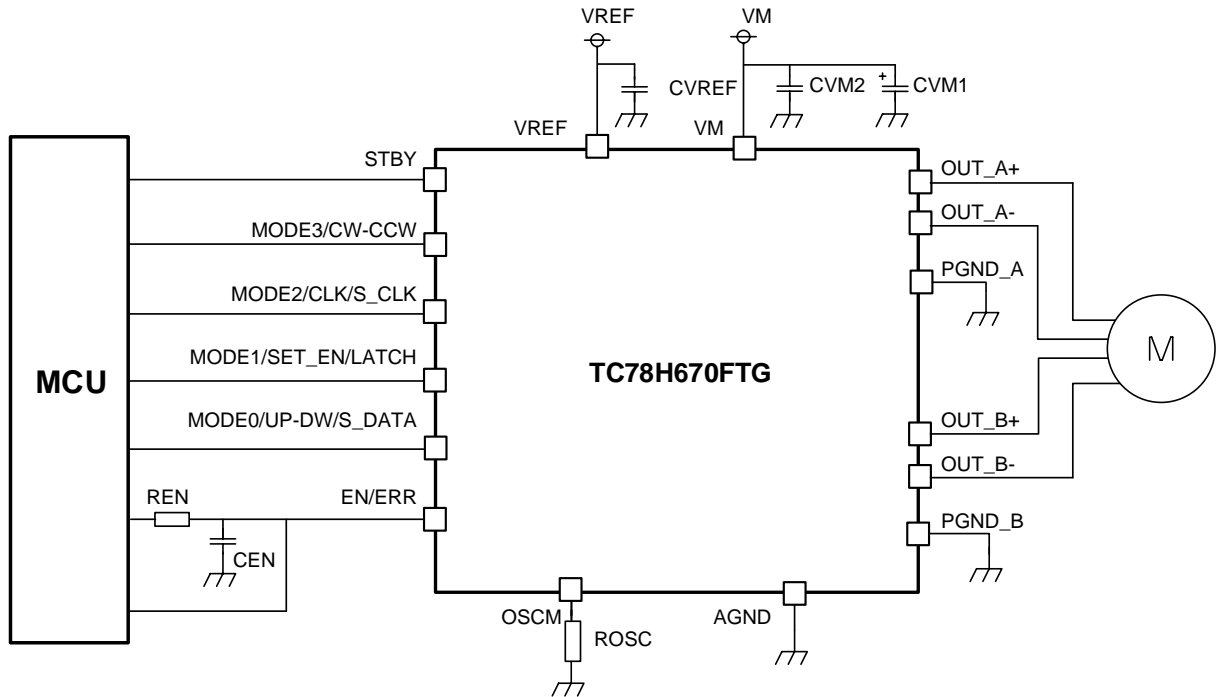 VREF
VM
CVREF
CVM2
+
CVM1
VREF
VM
STBY
MODE3/CW-CCW
MODE2/CLK/S_CLK
MODE1/SET_EN/LATCH
MODE0/UP-DW/S_DATA
EN/ERR
REN
CEN
MCU
TC78H670FTG
OUT_A+
OUT_A-
PGND_A
OUT_B+
OUT_B-
PGND_B
M
OSCM
ROSC
AGND